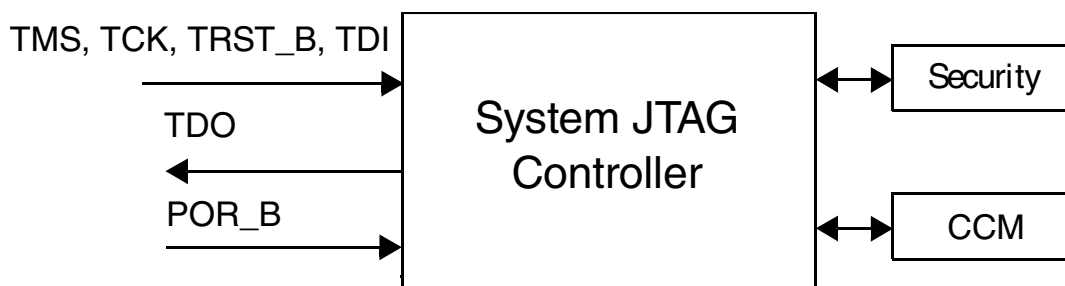 TMS, TCK, TRST_B, TDI
TDO
POR_B
System JTAG
Controller
Security
CCM